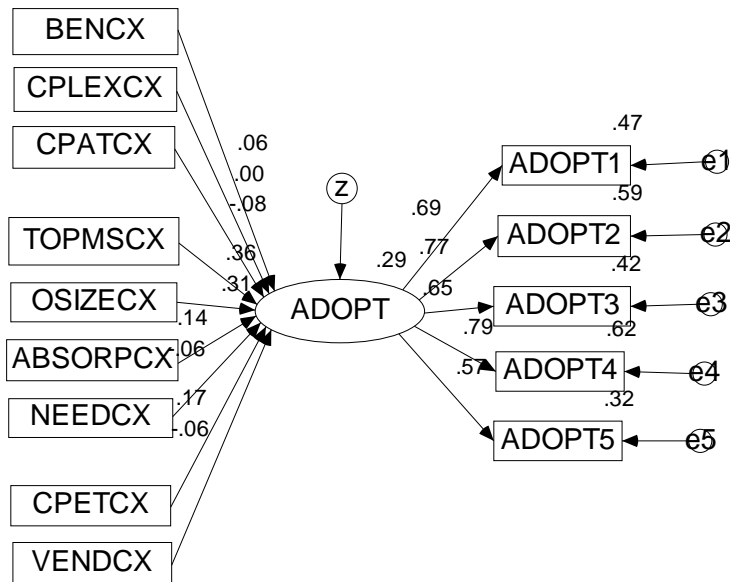 BENCX
CPLEXCX
CPATCX
TOPMSCX
OSIZECX
ABSORPCX
NEEDCX
CPETCX
VENDCX
.06
.00
-.08
.36
.31
.14
.06
.17
-.06
z
.29
ADOPT
.69
.77
.65
.79
.57
.47
ADOPT1
e1
.59
ADOPT2
e2
.42
ADOPT3
e3
.62
ADOPT4
e4
.32
ADOPT5
e5